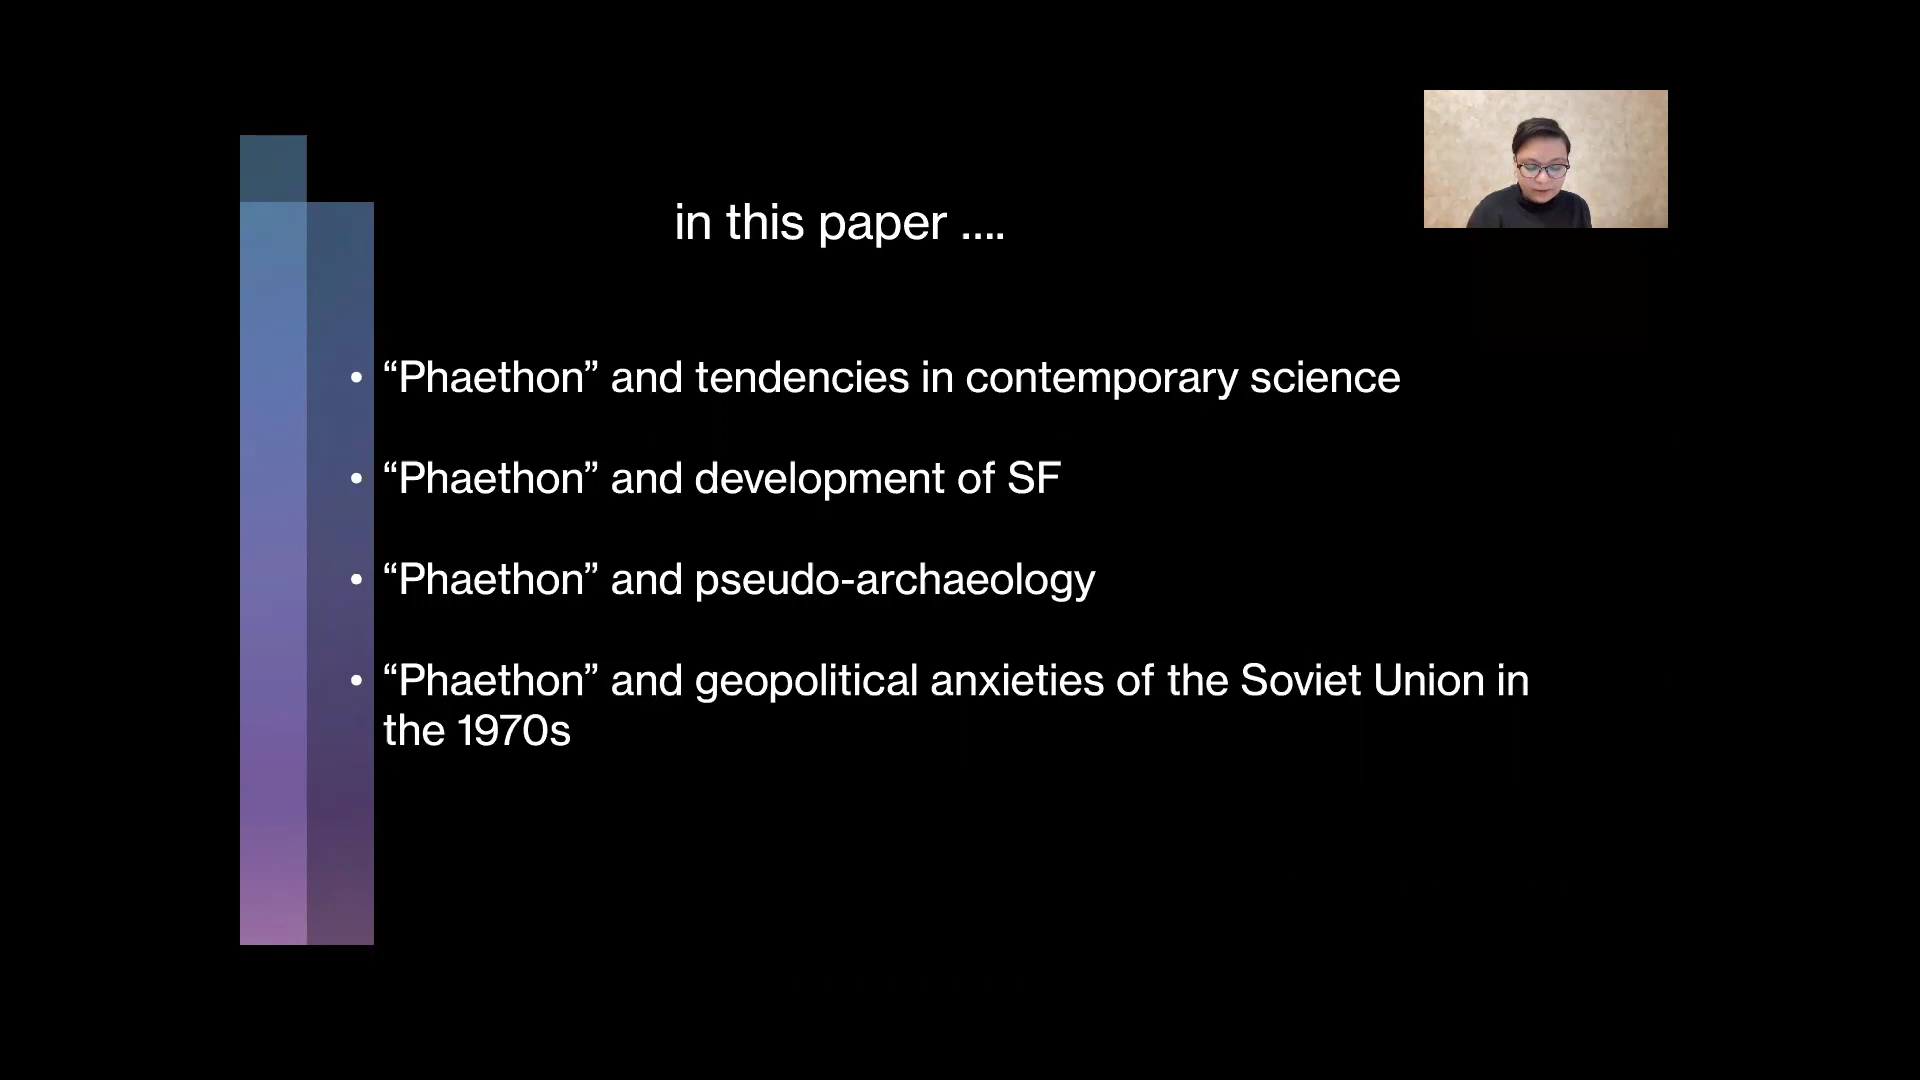 in this paper ....
• “Phaethon” and tendencies in contemporary science
• “Phaethon” and development of SF
• “Phaethon” and pseudo-archaeology
• “Phaethon” and geopolitical anxieties of the Soviet Union in
the 1970s